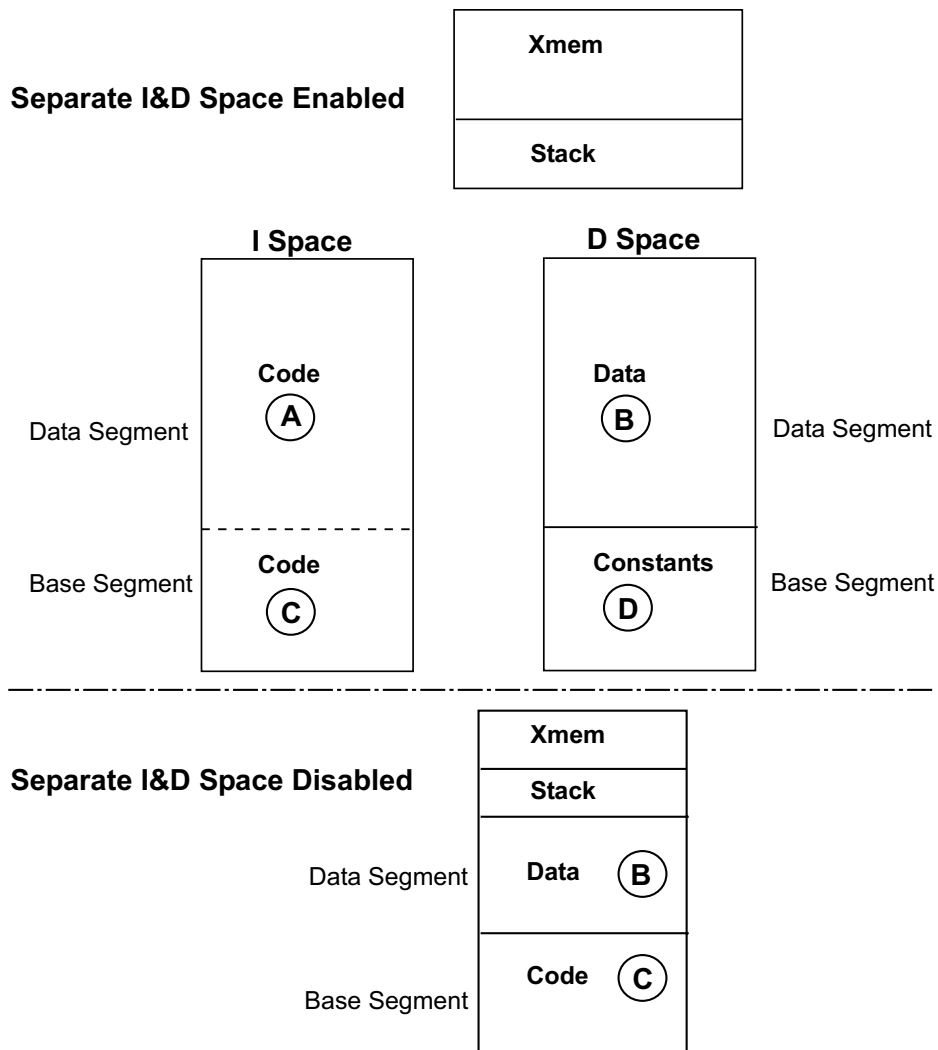 Xmem
Separate I&D Space Enabled
Stack
I Space
D Space
Code
Data
A
B
Data Segment
Data Segment
Code
Constants
Base Segment
Base Segment
C
D
Xmem
Separate I&D Space Disabled
Stack
Data Segment
Data
B
Code
C
Base Segment